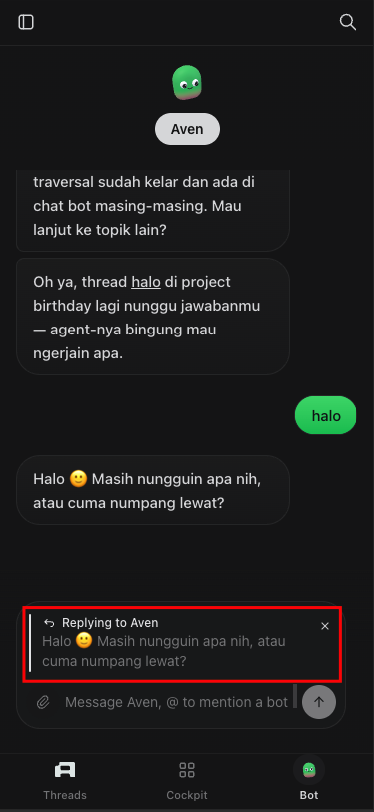 Aven
traversal sudah kelar dan ada di
chat bot masing-masing. Mau
lanjut ke topik lain?
Oh ya, thread halo di project
birthday lagi nunggu jawabanmu
— agent-nya bingung mau
ngerjain apa.
halo
Halo 🙂 Masih nungguin apa nih,
atau cuma numpang lewat?
Replying to Aven
Halo 🙂 Masih nungguin apa nih, atau
cuma numpang lewat?
Message Aven, @ to mention a bot
Threads
Cockpit
Bot